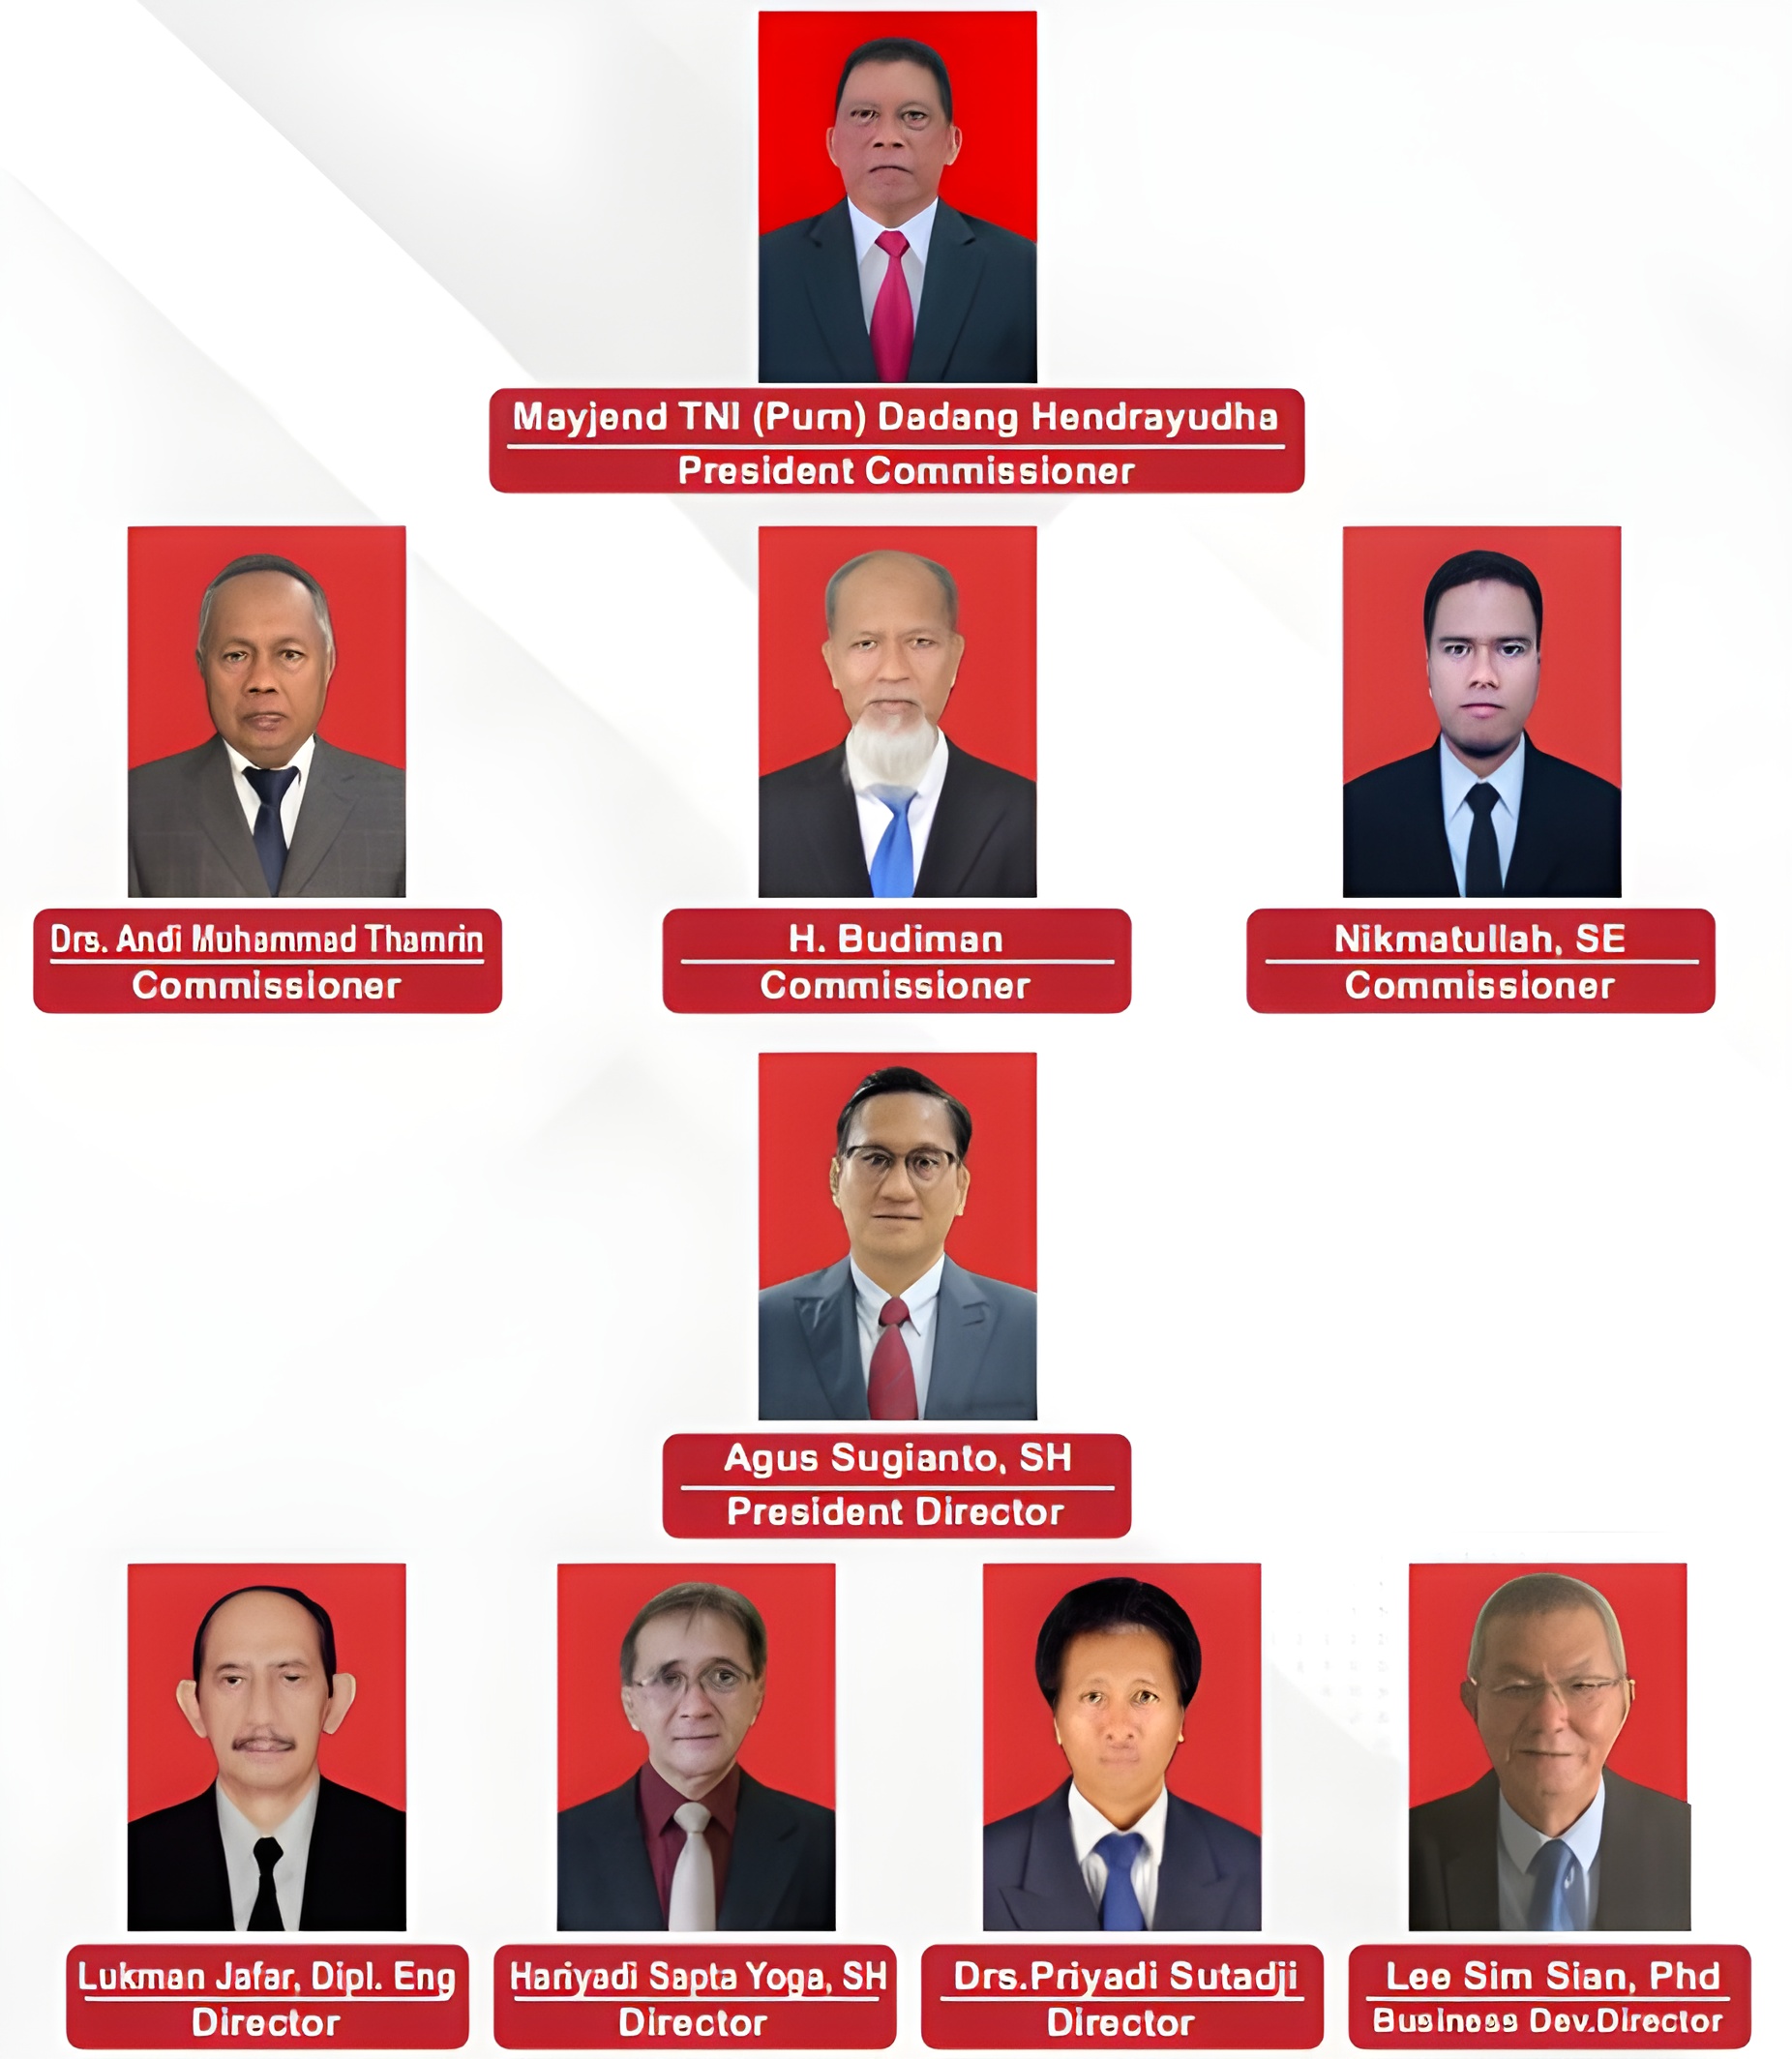 Mayjend TNI (Purn) Dadang Hendrayudha
President Commissioner
Drs. Andi Muhammad Thamrin
Commissioner
H. Budiman
Commissioner
Nikmatullah, SE
Commissioner
Agus Sugianto, SH
President Director
Lukman Jafar, Dipl. Eng
Director
Hariyadi Sapta Yoga, SH
Director
Drs.Priyadi Sutadji
Director
Lee Sim Sian, Phd
Business Dev.Director